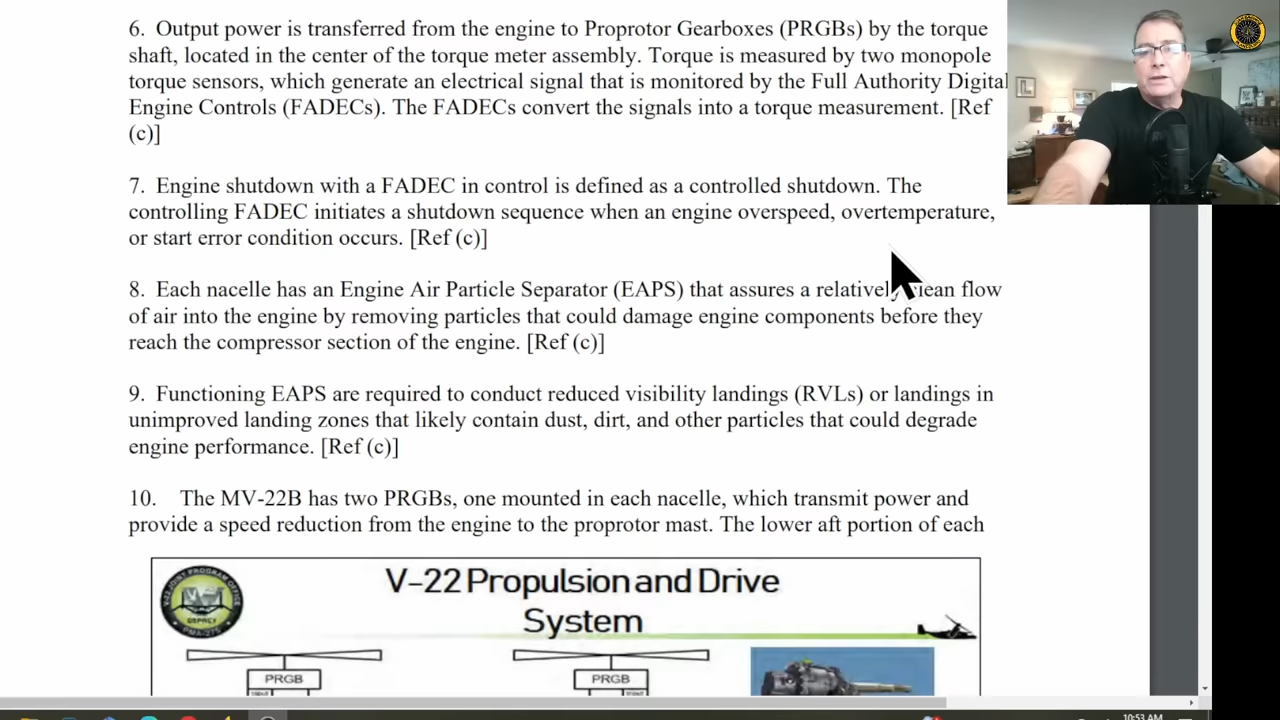 6. Output power is transferred from the engine to Proprotor Gearboxes (PRGBs) by the torque
shaft, located in the center of the torque meter assembly. Torque is measured by two monopole
torque sensors, which generate an electrical signal that is monitored by the Full Authority Digital
Engine Controls (FADECs). The FADECs convert the signals into a torque measurement. [Ref
(c)]
7. Engine shutdown with a FADEC in control is defined as a controlled shutdown. The
controlling FADEC initiates a shutdown sequence when an engine overspeed, overtemperature,
or start error condition occurs. [Ref (c)]
8. Each nacelle has an Engine Air Particle Separator (EAPS) that assures a relatively clean flow
of air into the engine by removing particles that could damage engine components before they
reach the compressor section of the engine. [Ref (c)]
9. Functioning EAPS are required to conduct reduced visibility landings (RVLs) or landings in
unimproved landing zones that likely contain dust, dirt, and other particles that could degrade
engine performance. [Ref (c)]
10. The MV-22B has two PRGBs, one mounted in each nacelle, which transmit power and
provide a speed reduction from the engine to the proprotor mast. The lower aft portion of each
V-22 Propulsion and Drive
System
OSPREY
PMA-275
PRGB
PRGB
10:53 AM